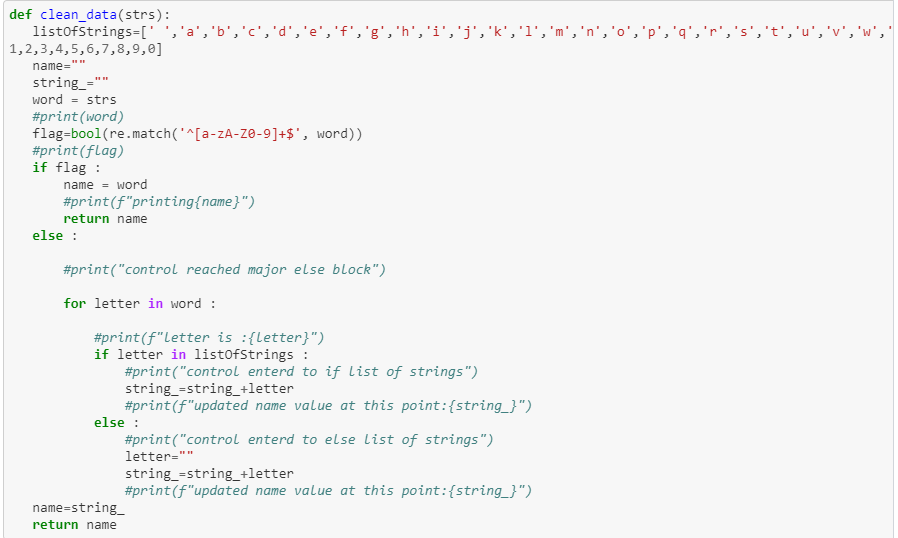 def clean_data(strs):
listOfStrings=[' ','a','b','c','d','e','f','g','h','i','j','k','l','m','n','o','p','q','r','s','t','u','v','w','
1,2,3,4,5,6,7,8,9,0]
name=""
string_=""
word = strs
#print(word)
flag=bool(re.match('^[a-zA-Z0-9]+$', word))
#print(flag)
if flag :
name = word
#print(f"printing{name}")
return name
else :
#print("control reached major else block")
for letter in word :
#print(f"letter is :{letter}")
if letter in listOfStrings :
#print("control enterd to if list of strings")
string_=string_+letter
#print(f"updated name value at this point:{string_}")
else :
#print("control enterd to else list of strings")
letter=""
string_=string_+letter
#print(f"updated name value at this point:{string_}")
name=string_
return name